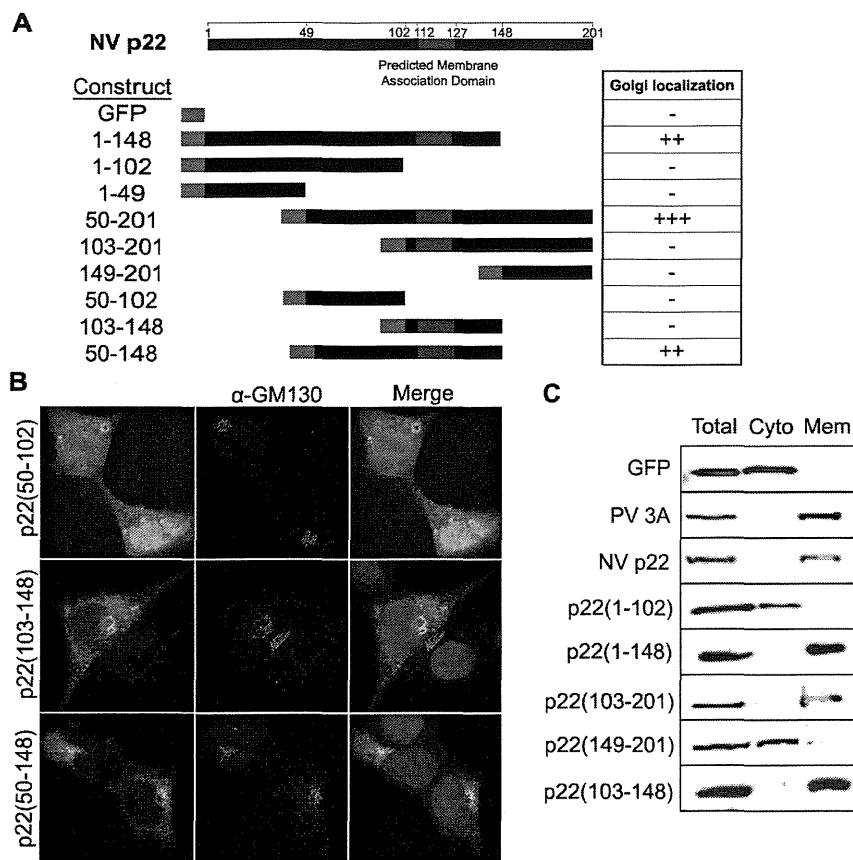 A
NV p22
1 49 102 112 127 148 201
Predicted Membrane
Association Domain
Construct
Golgi localization
GFP -
1-148 ++
1-102 -
1-49 -
50-201 +++
103-201 -
149-201 -
50-102 -
103-148 -
50-148 ++
B
α-GM130 Merge
p22(50-102)
p22(103-148)
p22(50-148)
C
Total Cyto Mem
GFP
PV 3A
NV p22
p22(1-102)
p22(1-148)
p22(103-201)
p22(149-201)
p22(103-148)